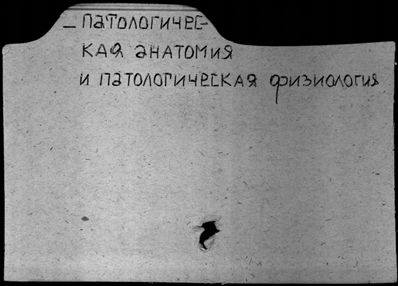 – патологичес-
кая анатомия
и патологическая физиология